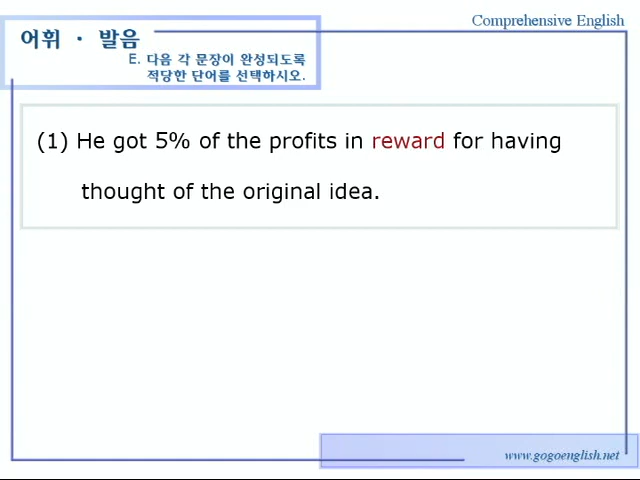 Comprehensive English
어휘 · 발음
E. 다음 각 문장이 완성되도록
적당한 단어를 선택하시오.
(1) He got 5% of the profits in reward for having
thought of the original idea.
www.gogoenglish.net